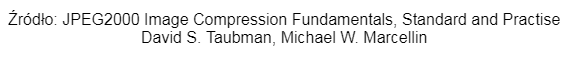 Źródło: JPEG2000 Image Compression Fundamentals, Standard and Practise
David S. Taubman, Michael W. Marcellin